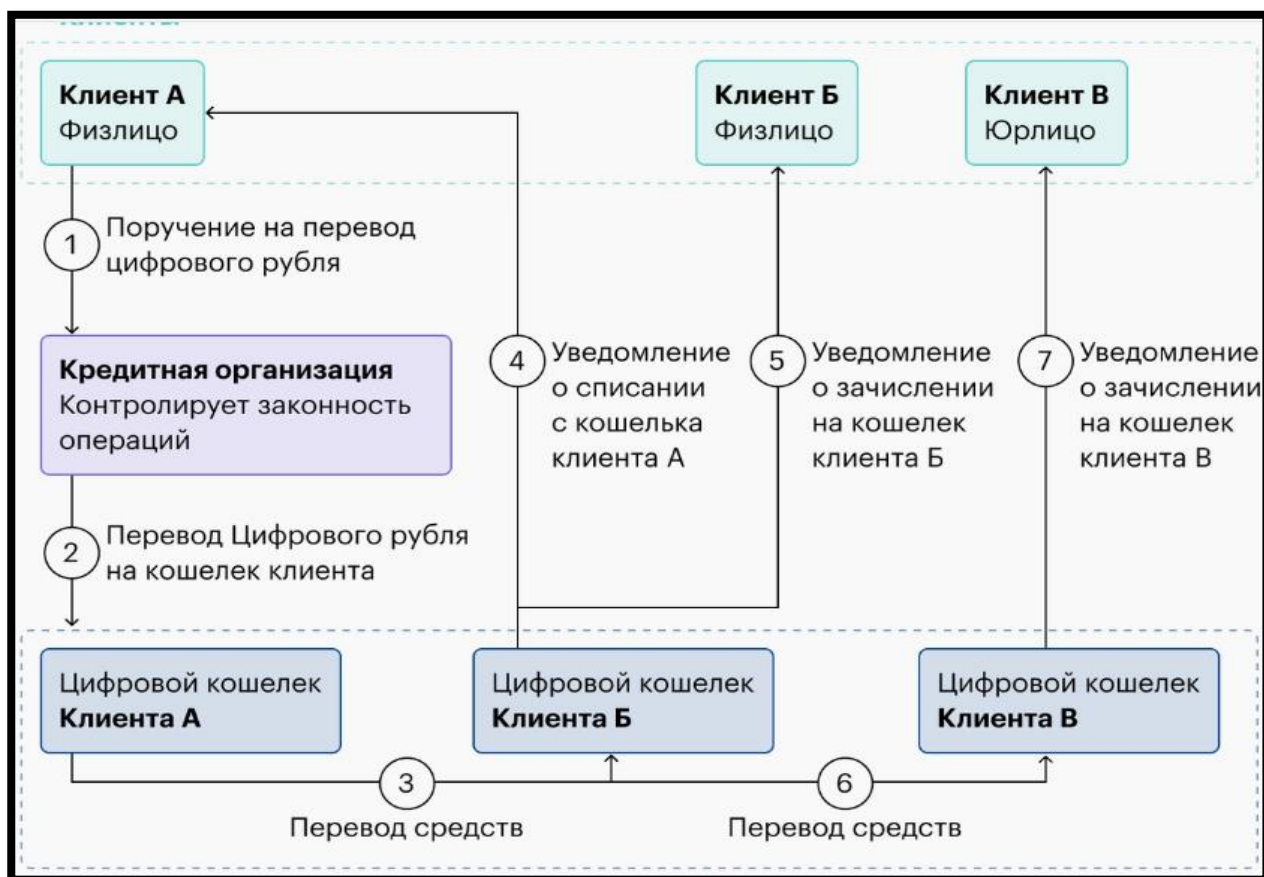 Клиент А
Физлицо
Клиент Б
Физлицо
Клиент В
Юрлицо
1
Поручение на перевод
цифрового рубля
Кредитная организация
Контролирует законность
операций
4
Уведомление
о списании
с кошелька
клиента А
5
Уведомление
о зачислении
на кошелек
клиента Б
7
Уведомление
о зачислении
на кошелек
клиента В
2
Перевод Цифрового рубля
на кошелек клиента
Цифровой кошелек
Клиента А
Цифровой кошелек
Клиента Б
Цифровой кошелек
Клиента В
3
Перевод средств
6
Перевод средств